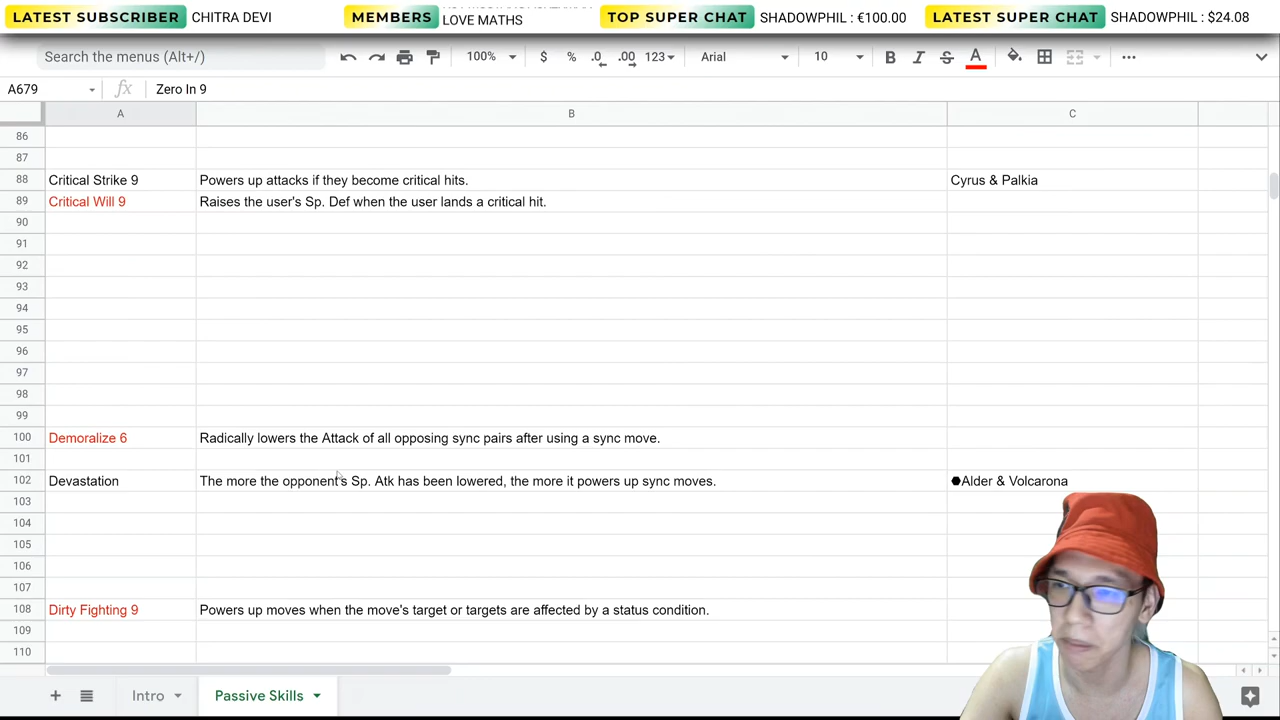 LATEST SUBSCRIBER CHITRA DEVI
MEMBERS LOVE MATHS
TOP SUPER CHAT SHADOWPHIL : €100.00
LATEST SUPER CHAT SHADOWPHIL : $24.08
Search the menus (Alt+/) 100% $ % .0 .00 123 Arial 10 B I S A
A679 fx Zero In 9
A B C
86
87
88 Critical Strike 9 Powers up attacks if they become critical hits. Cyrus & Palkia
89 Critical Will 9 Raises the user's Sp. Def when the user lands a critical hit.
90
91
92
93
94
95
96
97
98
99
100 Demoralize 6 Radically lowers the Attack of all opposing sync pairs after using a sync move.
101
102 Devastation The more the opponent's Sp. Atk has been lowered, the more it powers up sync moves. ⬣Alder & Volcarona
103
104
105
106
107
108 Dirty Fighting 9 Powers up moves when the move's target or targets are affected by a status condition.
109
110
Intro Passive Skills